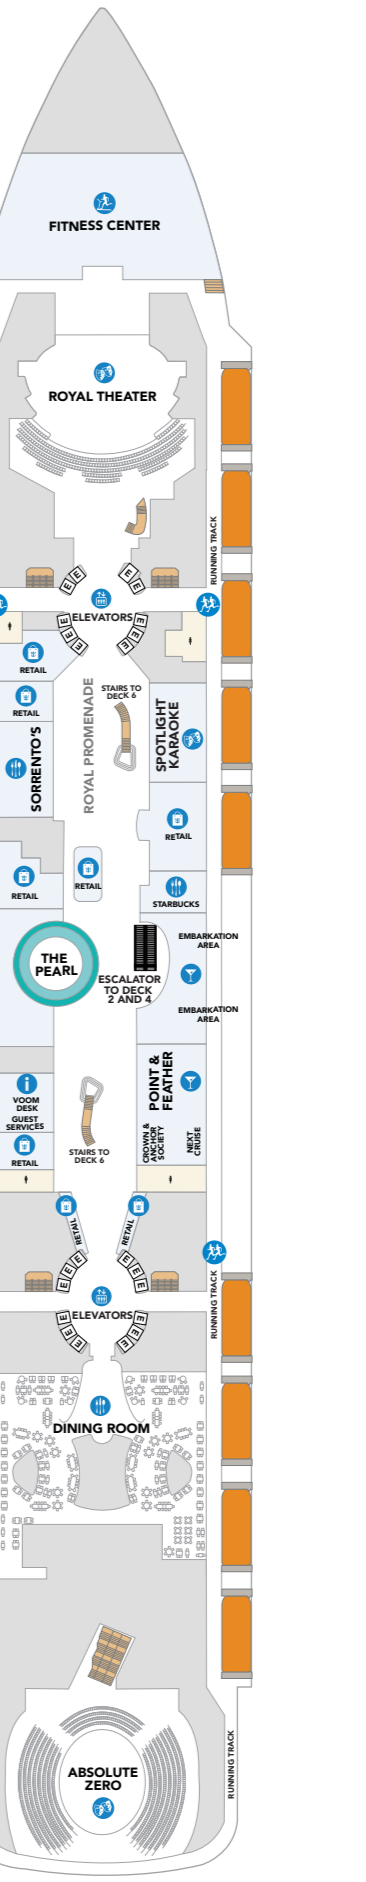 FITNESS CENTER
ROYAL THEATER
RUNNING TRACK
E
E
E
E
ELEVATORS
E
E
E
E
E
E
E
E
RETAIL
RETAIL
SORRENTO'S
ROYAL PROMENADE
STAIRS TO
DECK 6
SPOTLIGHT
KARAOKE
RETAIL
RETAIL
RETAIL
STARBUCKS
THE
PEARL
ESCALATOR
TO DECK
2 AND 4
EMBARKATION
AREA
EMBARKATION
AREA
POINT &
FEATHER
VOOM
DESK
GUEST
SERVICES
RETAIL
STAIRS TO
DECK 6
CROWN &
ANCHOR
SOCIETY
NEXT
CRUISE
RETAIL
RETAIL
RUNNING TRACK
E
E
E
E
E
E
ELEVATORS
E
E
E
E
E
E
DINING ROOM
RUNNING TRACK
ABSOLUTE
ZERO